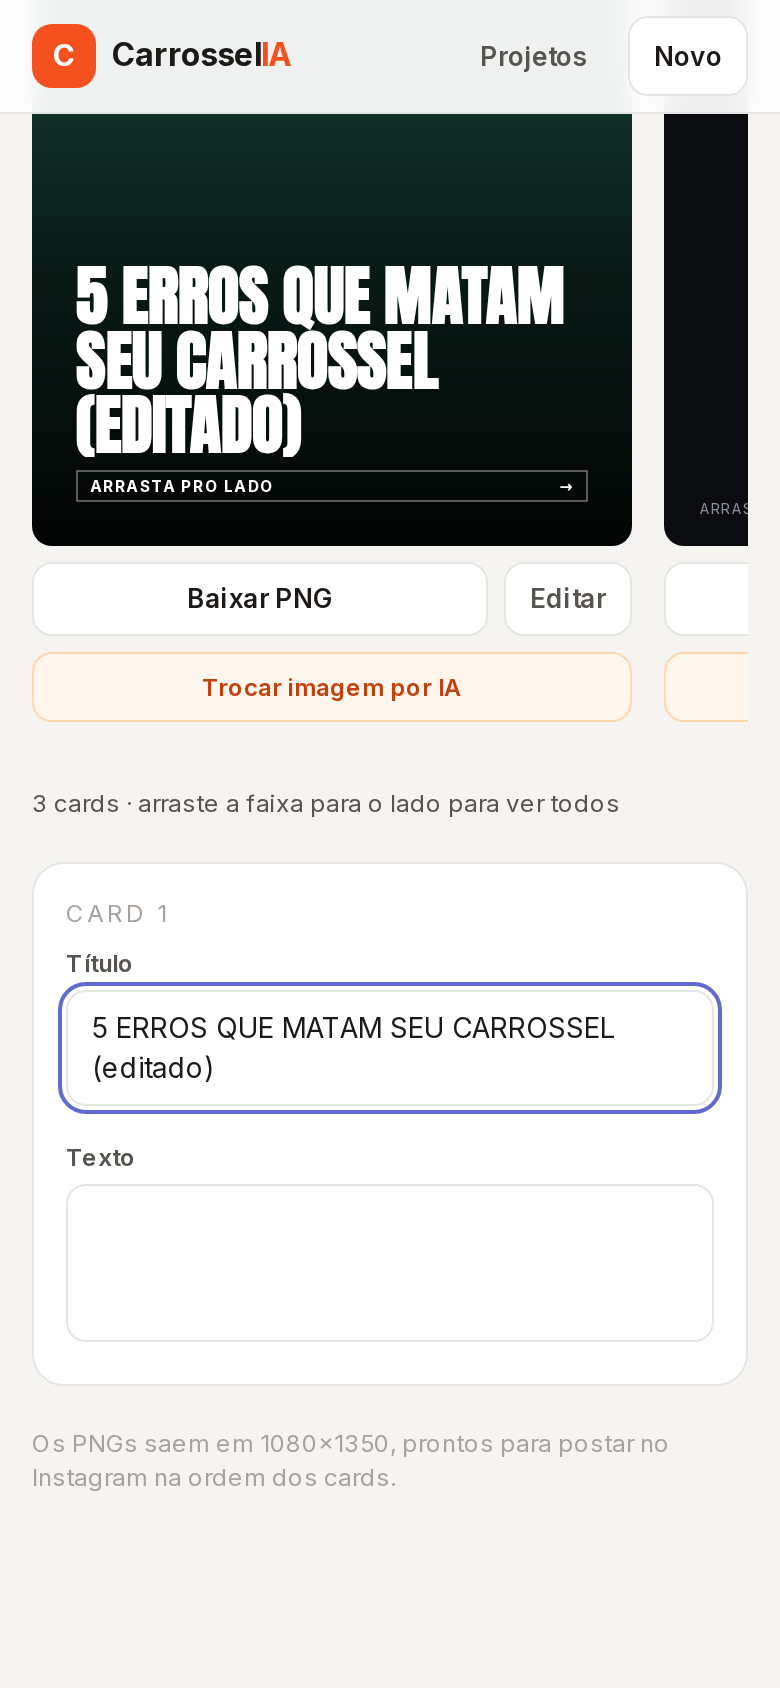 C CarrosselIA Projetos Novo
5 ERROS QUE MATAM
SEU CARROSSEL
(EDITADO)
ARRASTA PRO LADO →
Baixar PNG Editar
Trocar imagem por IA
3 cards · arraste a faixa para o lado para ver todos
CARD 1
Título
5 ERROS QUE MATAM SEU CARROSSEL
(editado)
Texto
Os PNGs saem em 1080×1350, prontos para postar no
Instagram na ordem dos cards.